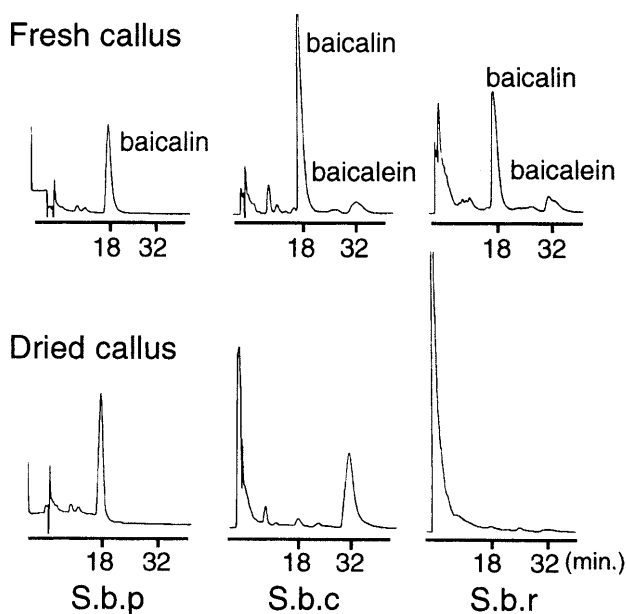 Fresh callus
baicalin
baicalin
baicalin
baicalein
baicalein
18 32
18 32
18 32
Dried callus
18 32
18 32
18 32 (min.)
S.b.p
S.b.c
S.b.r